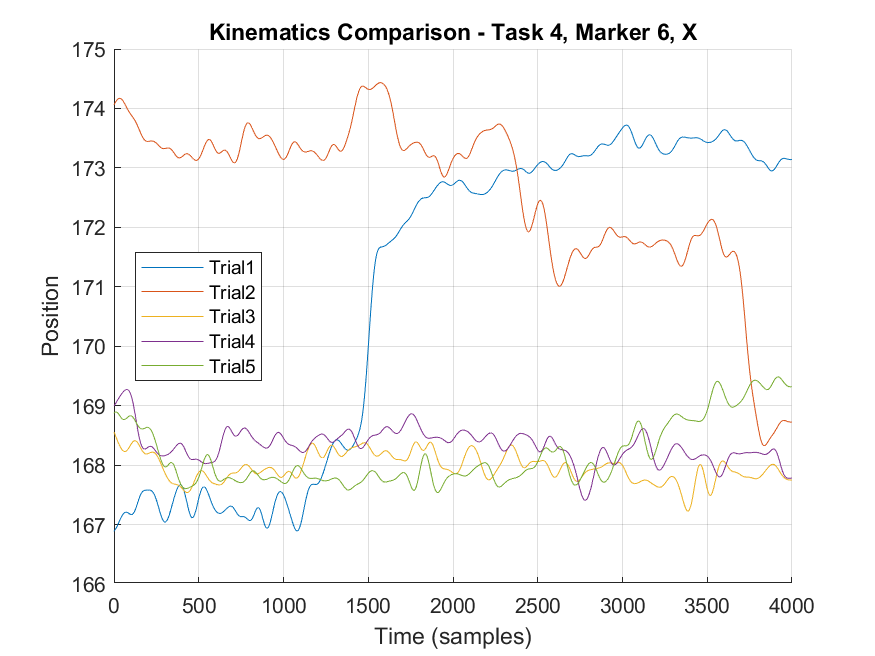 Kinematics Comparison - Task 4, Marker 6, X
175
174
173
172
171
170
169
168
167
166
Position
Trial1
Trial2
Trial3
Trial4
Trial5
0
500
1000
1500
2000
2500
3000
3500
4000
Time (samples)